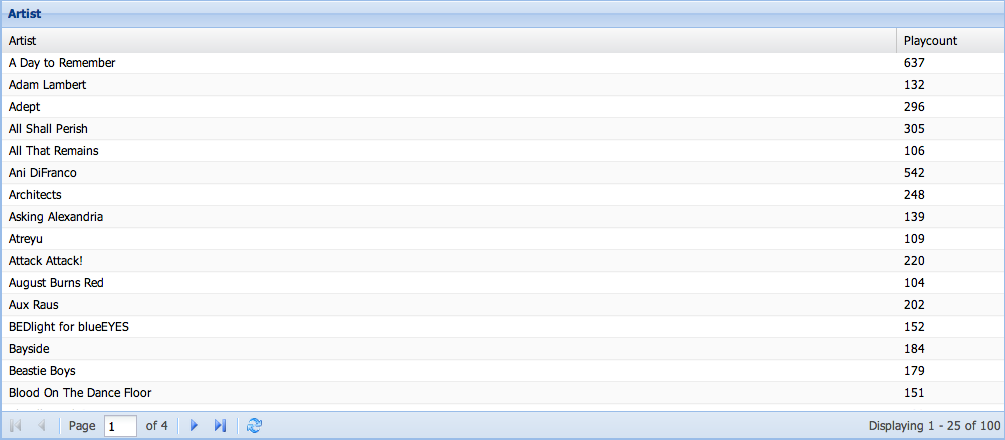 Artist
Artist Playcount
A Day to Remember 637
Adam Lambert 132
Adept 296
All Shall Perish 305
All That Remains 106
Ani DiFranco 542
Architects 248
Asking Alexandria 139
Atreyu 109
Attack Attack! 220
August Burns Red 104
Aux Raus 202
BEDlight for blueEYES 152
Bayside 184
Beastie Boys 179
Blood On The Dance Floor 151
Page 1 of 4 Displaying 1 - 25 of 100